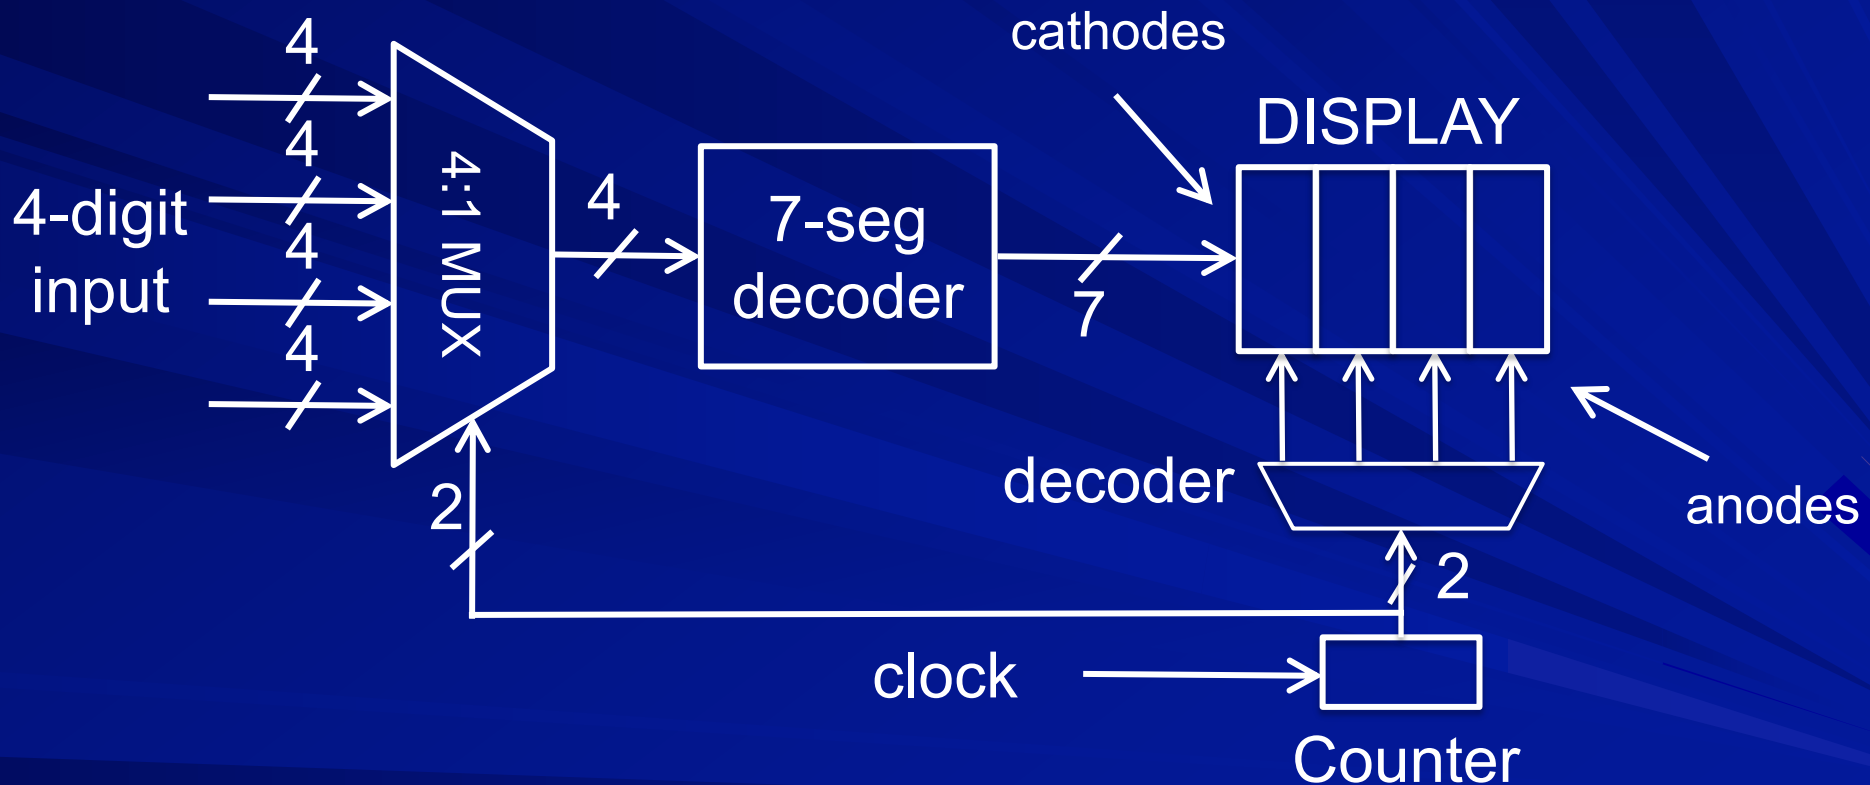 4
4
4
4
4-digit
input
4:1 MUX
4
7-seg
decoder
7
cathodes
DISPLAY
decoder
anodes
2
2
clock
Counter